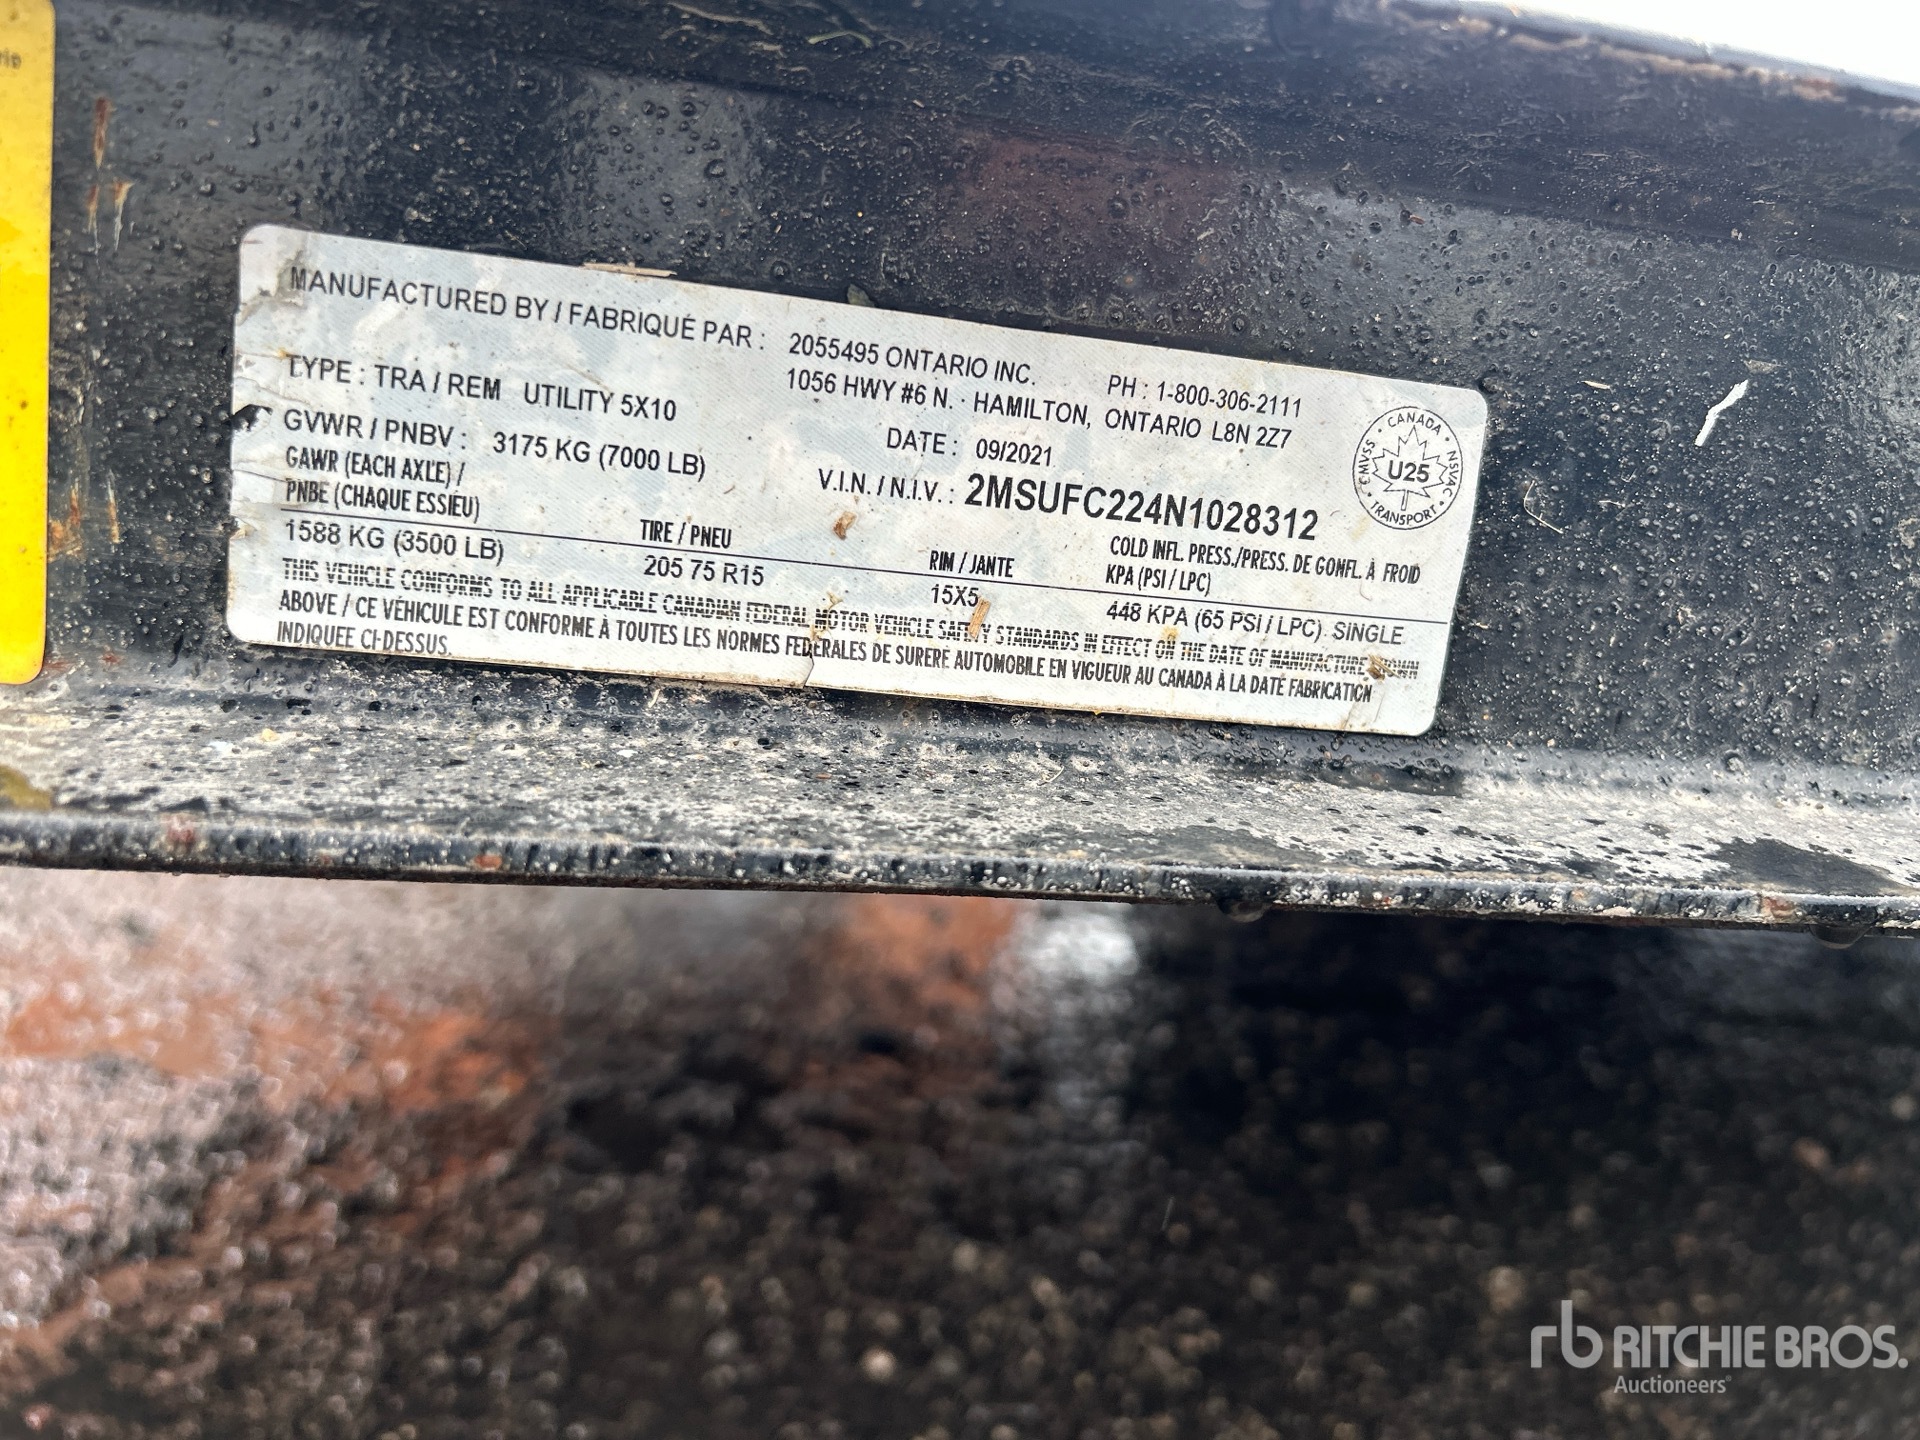 MANUFACTURED BY / FABRIQUÉ PAR : 2055495 ONTARIO INC. PH : 1-800-306-2111
1056 HWY #6 N. · HAMILTON, ONTARIO L8N 2Z7
TYPE : TRA / REM UTILITY 5X10
DATE : 09/2021
GVWR / PNBV : 3175 KG (7000 LB)
V.I.N. / N.I.V. : 2MSUFC224N1028312
GAWR (EACH AXLE) /
PNBE (CHAQUE ESSIEU)
TIRE / PNEU
RIM / JANTE
COLD INFL. PRESS./PRESS. DE GONFL. À FROID
KPA (PSI / LPC)
1588 KG (3500 LB) 205 75 R15 15X5 448 KPA (65 PSI / LPC) SINGLE
THIS VEHICLE CONFORMS TO ALL APPLICABLE CANADIAN FEDERAL MOTOR VEHICLE SAFETY STANDARDS IN EFFECT ON THE DATE OF MANUFACTURE SHOWN
ABOVE / CE VÉHICULE EST CONFORME À TOUTES LES NORMES FEDERALES DE SURERE AUTOMOBILE EN VIGUEUR AU CANADA À LA DATE FABRICATION
INDIQUEE CI-DESSUS.
CANADA
CMVSS
NSVAC
U25
TRANSPORT
rb RITCHIE BROS.
Auctioneers